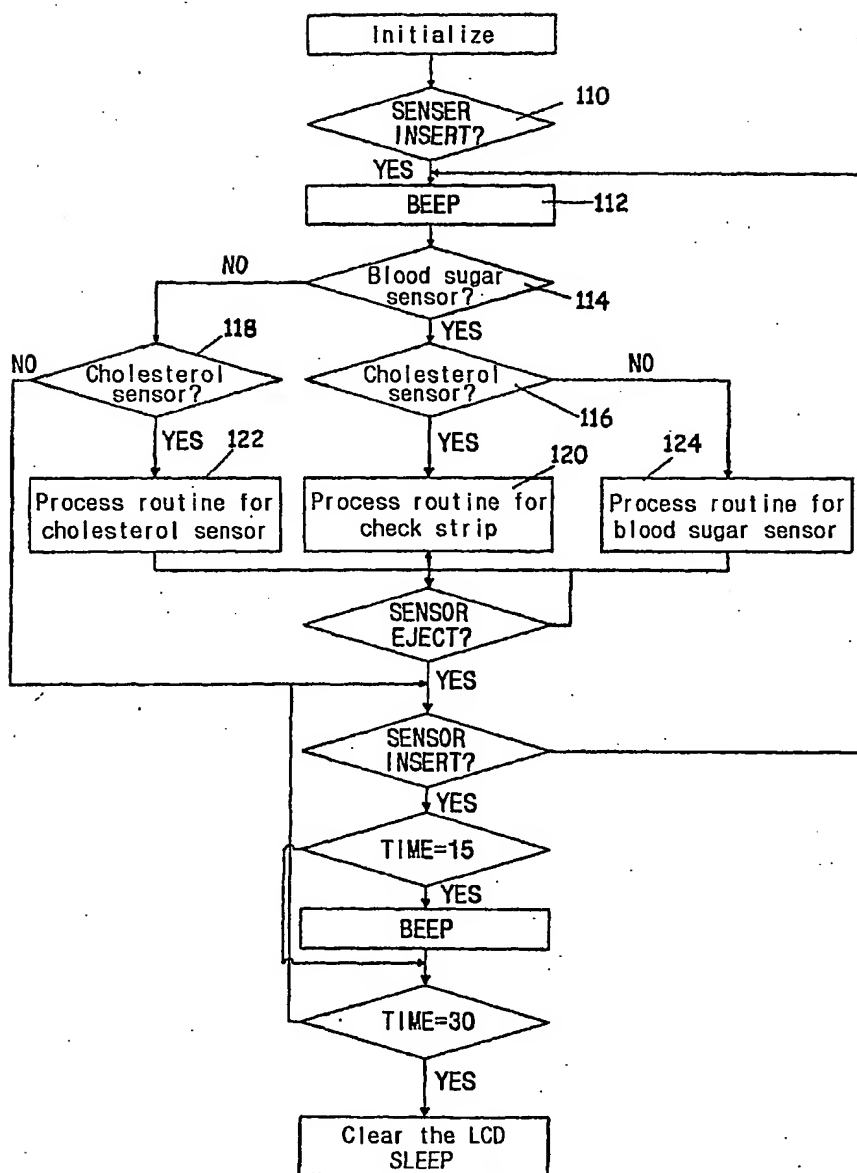 Initialize
110
SENSER
INSERT?
YES
BEEP
112
NO
Blood sugar
sensor?
114
YES
118
NO
Cholesterol
sensor?
Cholesterol
sensor?
NO
116
YES
122
YES
120
124
Process routine for
cholesterol sensor
Process routine for
check strip
Process routine for
blood sugar sensor
SENSOR
EJECT?
YES
SENSOR
INSERT?
YES
TIME=15
YES
BEEP
TIME=30
YES
Clear the LCD
SLEEP